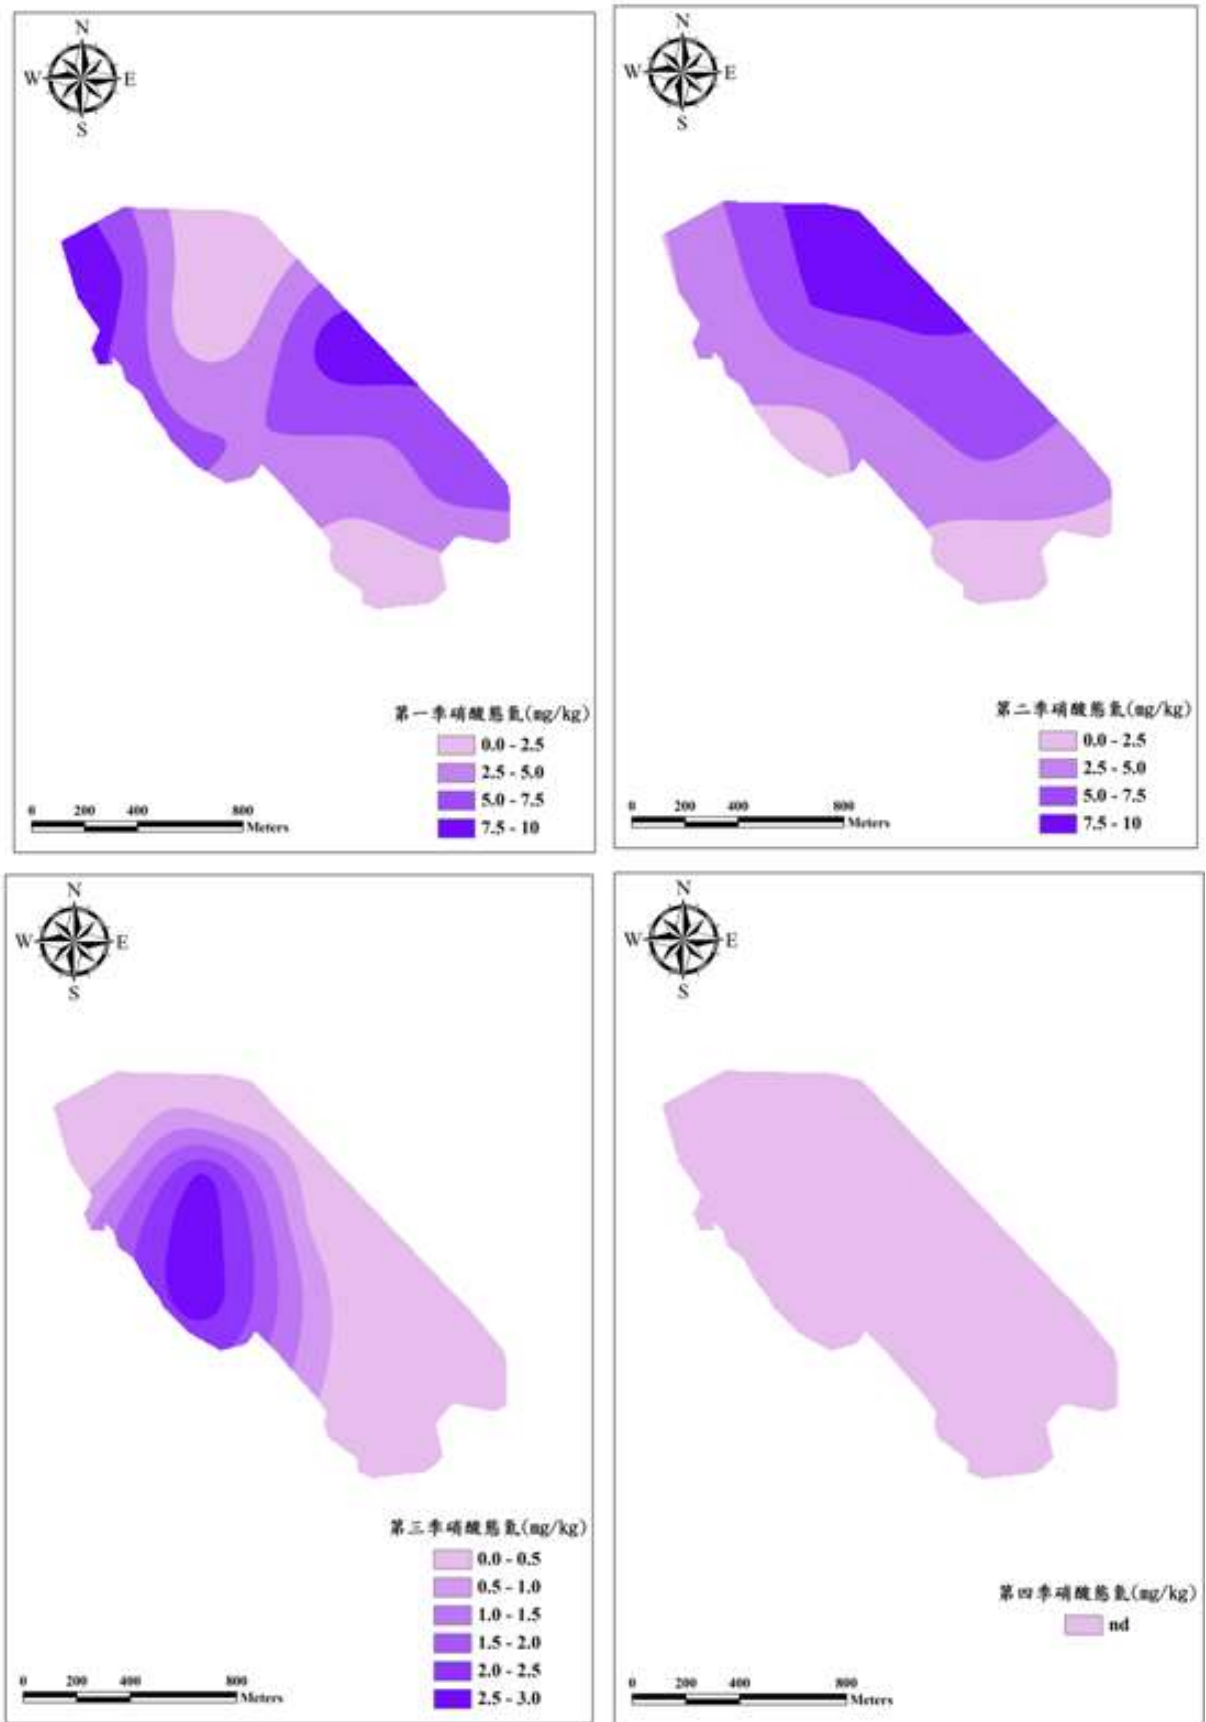 N
W E
S
第一季硝酸態氮(mg/kg)
0.0 - 2.5
2.5 - 5.0
5.0 - 7.5
7.5 - 10
0 200 400 800
Meters
N
W E
S
第二季硝酸態氮(mg/kg)
0.0 - 2.5
2.5 - 5.0
5.0 - 7.5
7.5 - 10
0 200 400 800
Meters
N
W E
S
第三季硝酸態氮(mg/kg)
0.0 - 0.5
0.5 - 1.0
1.0 - 1.5
1.5 - 2.0
2.0 - 2.5
2.5 - 3.0
0 200 400 800
Meters
N
W E
S
第四季硝酸態氮(mg/kg)
nd
0 200 400 800
Meters